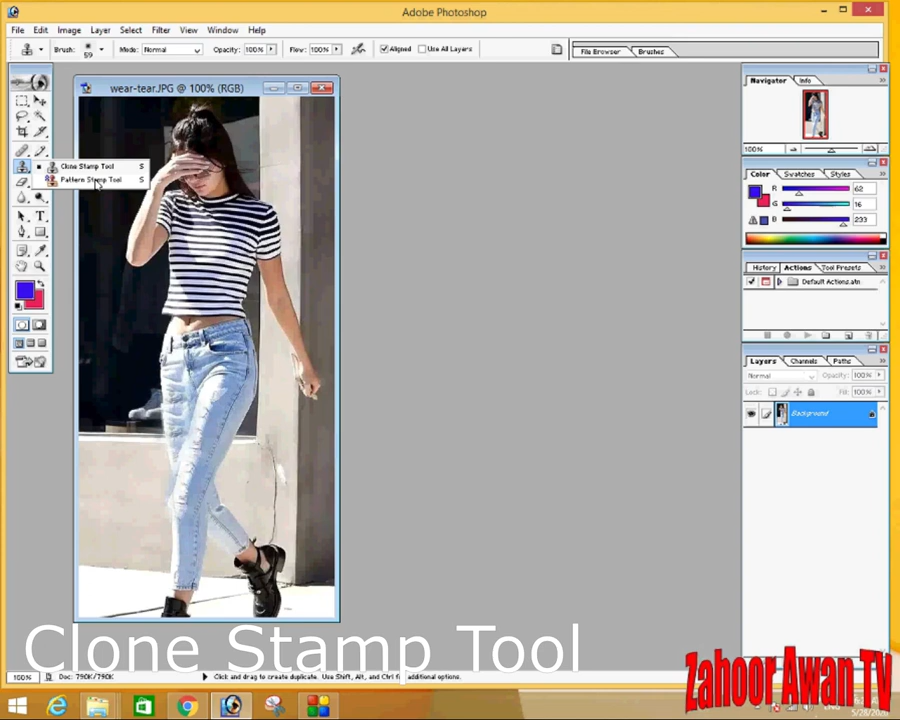 Adobe Photoshop
File Edit Image Layer Select Filter View Window Help
Brush: 59 Mode: Normal Opacity: 100% Flow: 100% Aligned Use All Layers File Browser Brushes
wear-tear.JPG @ 100% (RGB)
Navigator Info
100%
Clone Stamp Tool S
Pattern Stamp Tool S
Color Swatches Styles
R 62
G 16
B 233
History Actions Tool Presets
Default Actions.atn
Layers Channels Paths
Normal Opacity: 100%
Lock: Fill: 100%
Background
Clone Stamp Tool
100% Doc: 790K/790K Click and drag to create duplicate. Use Shift, Alt, and Ctrl for additional options.
Zahoor Awan TV